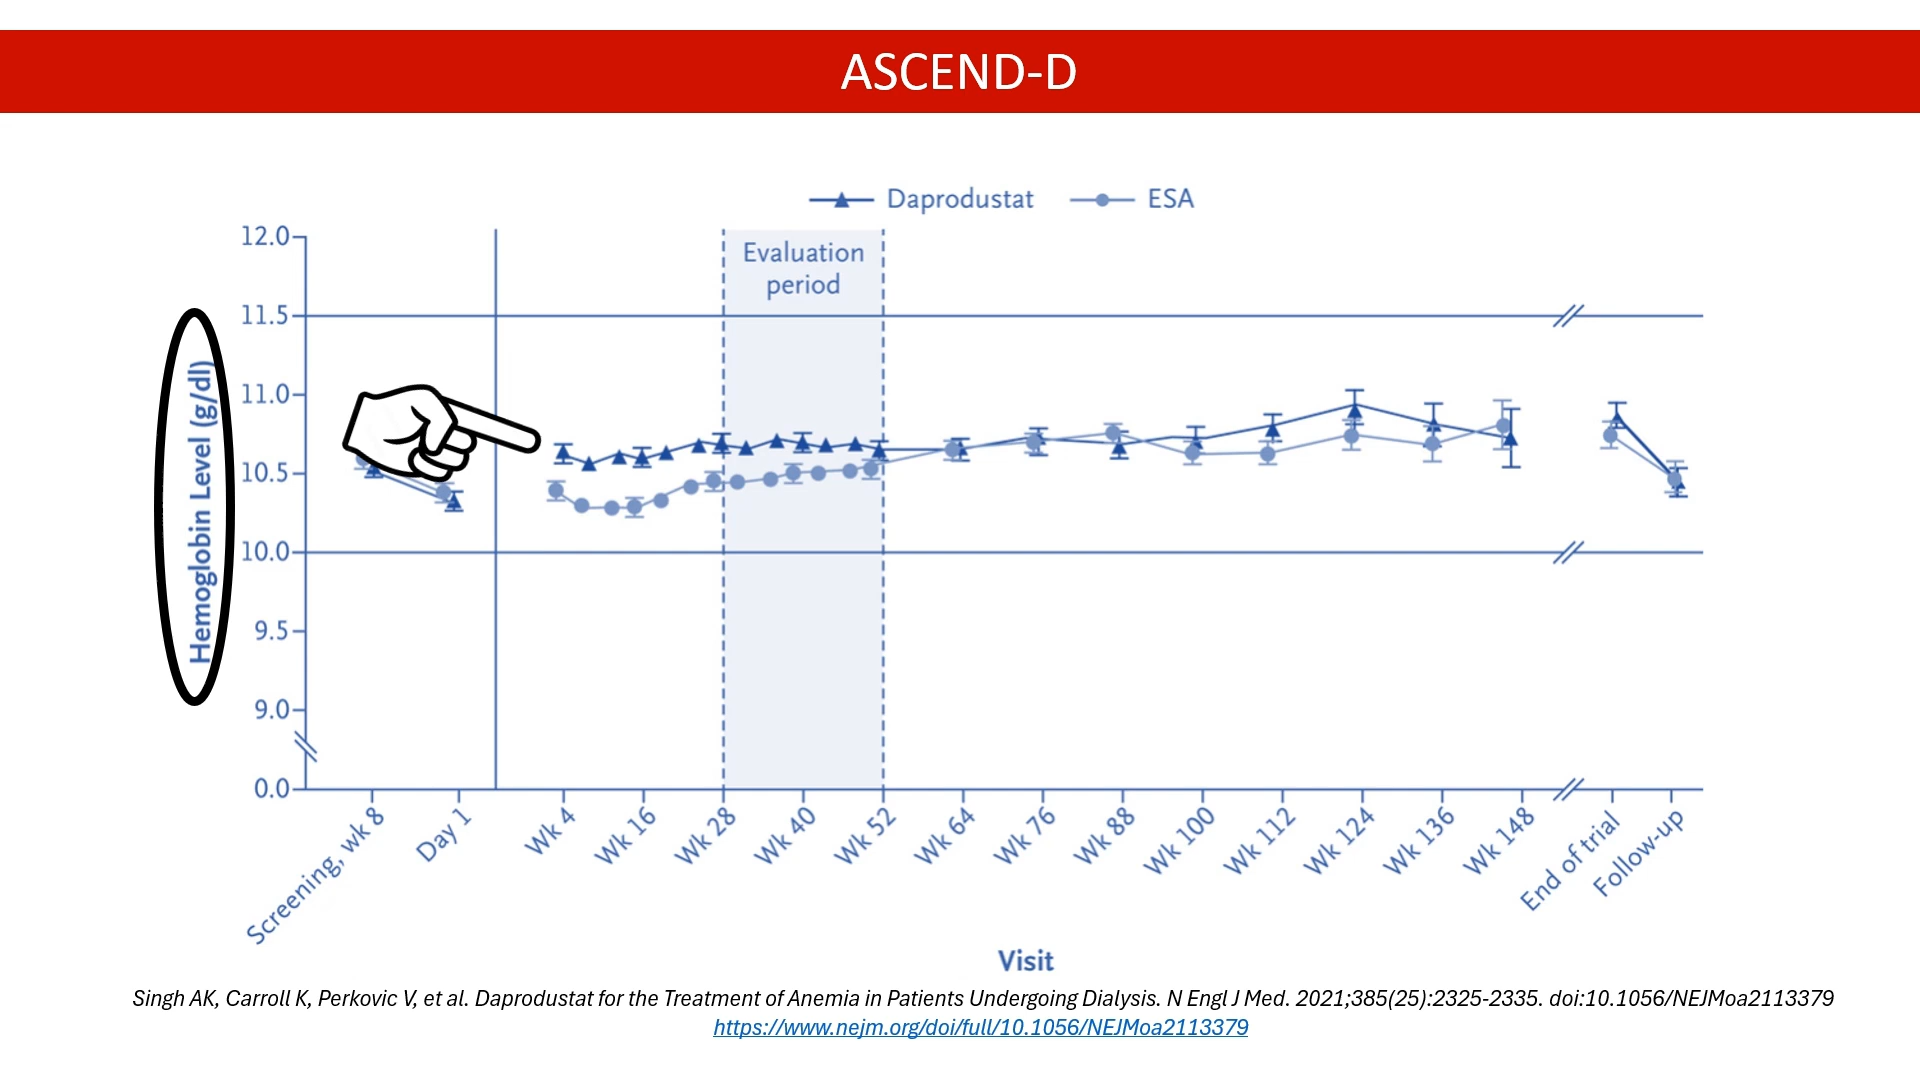 ASCEND-D
Daprodustat
ESA
Evaluation
period
Hemoglobin Level (g/dl)
12.0
11.5
11.0
10.5
10.0
9.5
9.0
0.0
Screening, wk 8
Day 1
Wk 4
Wk 16
Wk 28
Wk 40
Wk 52
Wk 64
Wk 76
Wk 88
Wk 100
Wk 112
Wk 124
Wk 136
Wk 148
End of trial
Follow-up
Visit
Singh AK, Carroll K, Perkovic V, et al. Daprodustat for the Treatment of Anemia in Patients Undergoing Dialysis. N Engl J Med. 2021;385(25):2325-2335. doi:10.1056/NEJMoa2113379
https://www.nejm.org/doi/full/10.1056/NEJMoa2113379